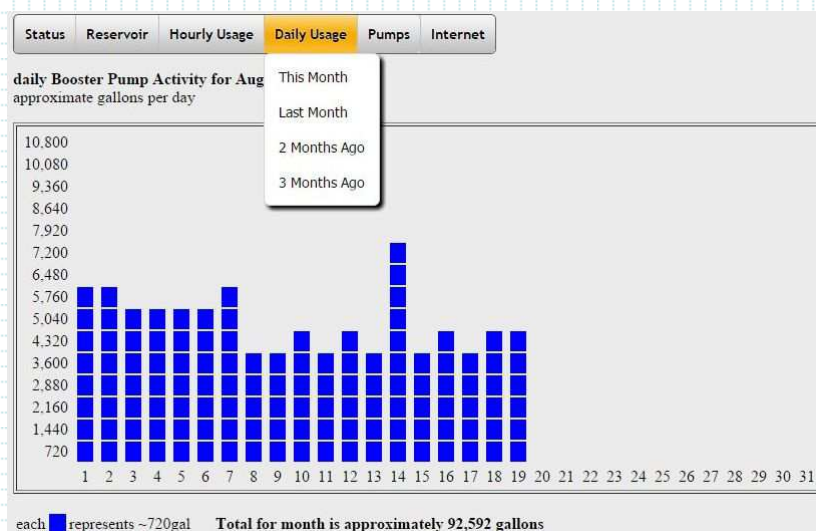 Status Reservoir Hourly Usage Daily Usage Pumps Internet
daily Booster Pump Activity for Aug
approximate gallons per day
This Month
Last Month
2 Months Ago
3 Months Ago
10,800
10,080
9,360
8,640
7,920
7,200
6,480
5,760
5,040
4,320
3,600
2,880
2,160
1,440
720
1 2 3 4 5 6 7 8 9 10 11 12 13 14 15 16 17 18 19 20 21 22 23 24 25 26 27 28 29 30 31
each represents ~720gal Total for month is approximately 92,592 gallons